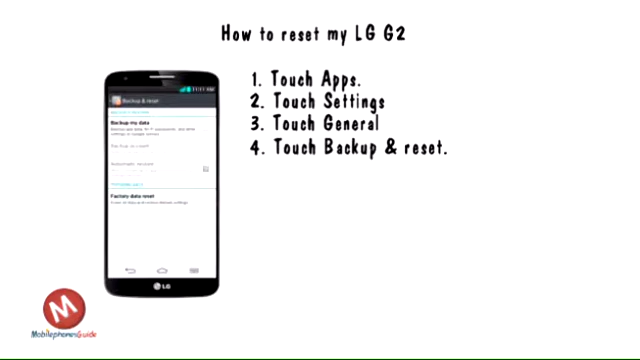 How to reset my LG G2
1. Touch Apps.
2. Touch Settings
3. Touch General
4. Touch Backup & reset.
Backup & reset
Backup my data
Factory data reset
LG
M
MobilephonesGuide